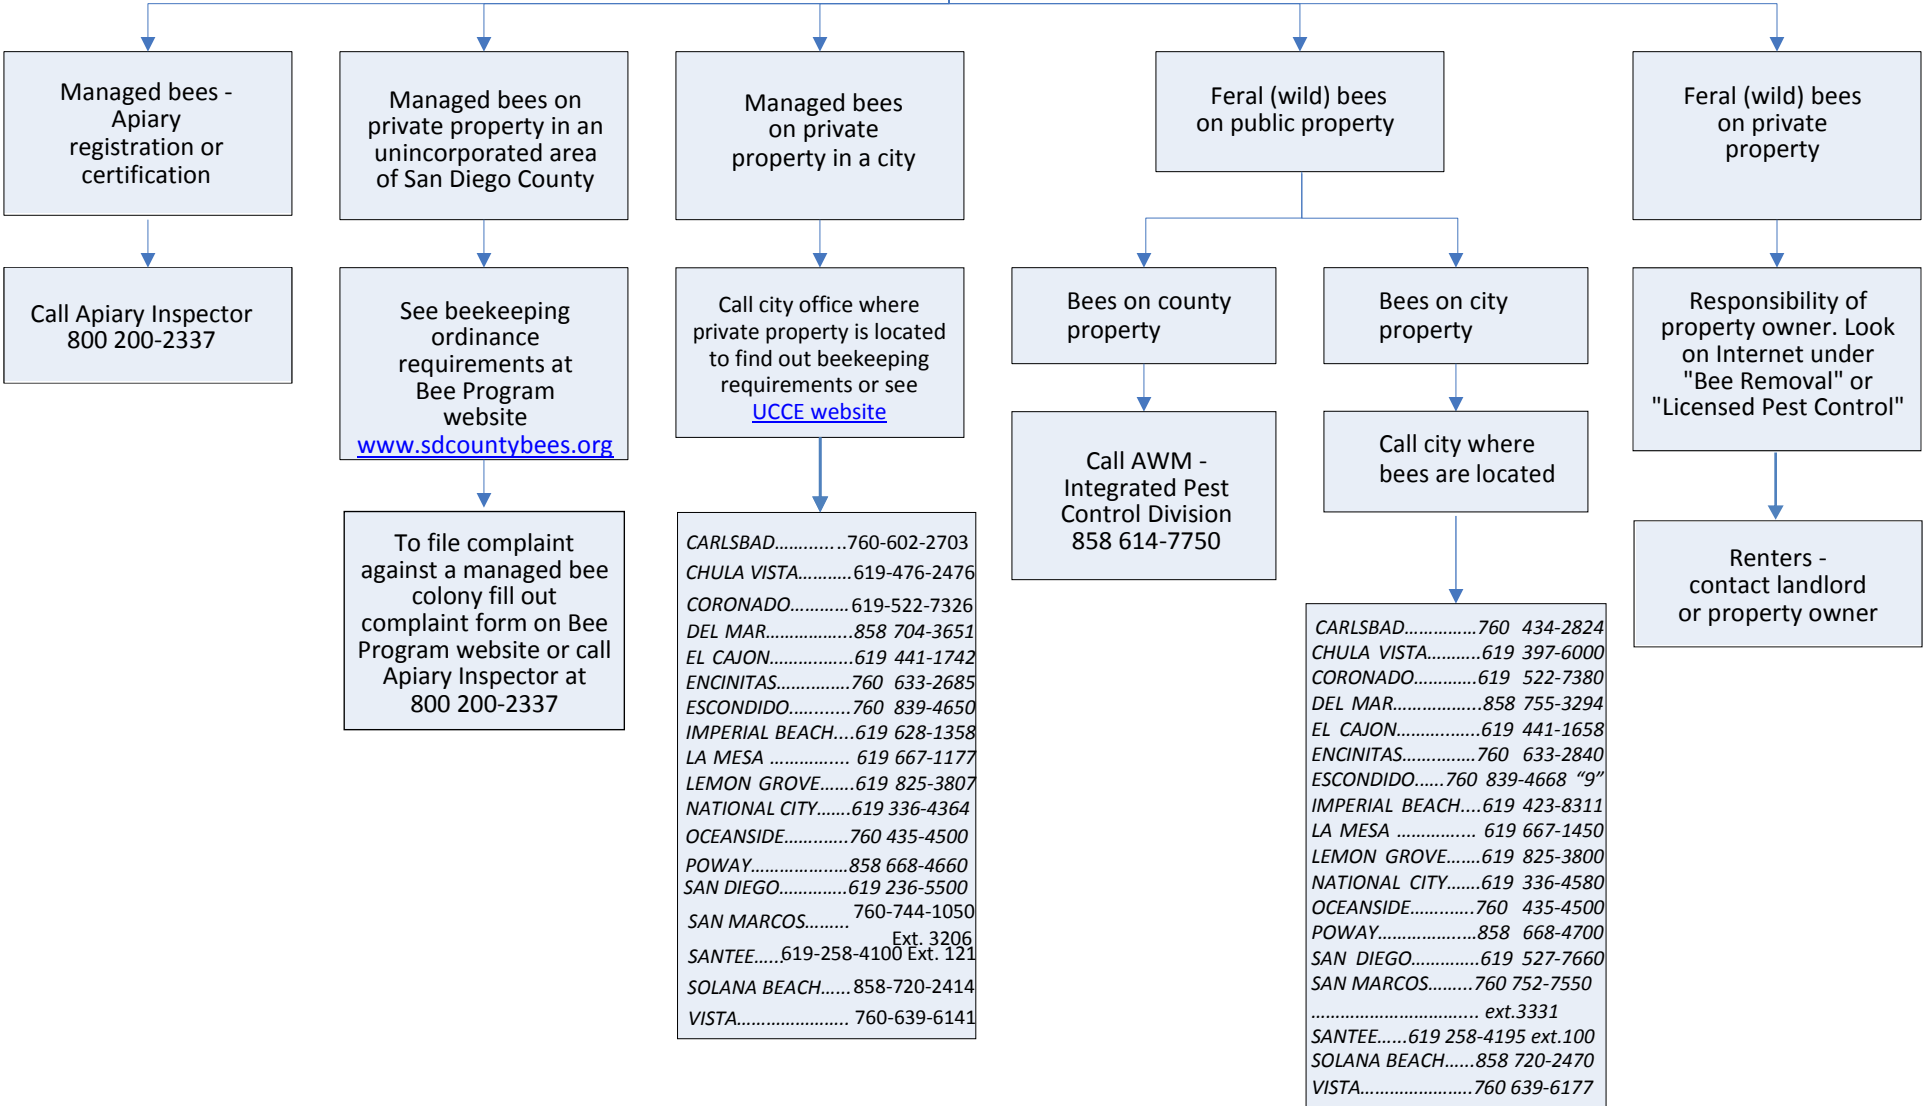 Managed bees -
Apiary
registration or
certification
Managed bees on
private property in an
unincorporated area
of San Diego County
Managed bees
on private
property in a city
Feral (wild) bees
on public property
Feral (wild) bees
on private
property
Call Apiary Inspector
800 200-2337
See beekeeping
ordinance
requirements at
Bee Program
website
www.sdcountybees.org
Call city office where
private property is located
to find out beekeeping
requirements or see
UCCE website
Bees on county
property
Bees on city
property
Responsibility of
property owner. Look
on Internet under
"Bee Removal" or
"Licensed Pest Control"
To file complaint
against a managed bee
colony fill out
complaint form on Bee
Program website or call
Apiary Inspector at
800 200-2337
CARLSBAD..............760-602-2703
CHULA VISTA..........619-476-2476
CORONADO...........619-522-7326
DEL MAR.................858 704-3651
EL CAJON...............619 441-1742
ENCINITAS..............760 633-2685
ESCONDIDO............760 839-4650
IMPERIAL BEACH....619 628-1358
LA MESA ................ 619 667-1177
LEMON GROVE.......619 825-3807
NATIONAL CITY.......619 336-4364
OCEANSIDE.............760 435-4500
POWAY....................858 668-4660
SAN DIEGO..............619 236-5500
SAN MARCOS......... 760-744-1050
Ext. 3206
SANTEE.....619-258-4100 Ext. 121
SOLANA BEACH......858-720-2414
VISTA...................... 760-639-6141
Call AWM -
Integrated Pest
Control Division
858 614-7750
Call city where
bees are located
CARLSBAD...............760 434-2824
CHULA VISTA..........619 397-6000
CORONADO.............619 522-7380
DEL MAR..................858 755-3294
EL CAJON................619 441-1658
ENCINITAS...............760 633-2840
ESCONDIDO......760 839-4668 “9”
IMPERIAL BEACH....619 423-8311
LA MESA ................ 619 667-1450
LEMON GROVE.......619 825-3800
NATIONAL CITY.......619 336-4580
OCEANSIDE.............760 435-4500
POWAY....................858 668-4700
SAN DIEGO..............619 527-7660
SAN MARCOS.........760 752-7550
................................ ext.3331
SANTEE......619 258-4195 ext.100
SOLANA BEACH......858 720-2470
VISTA.......................760 639-6177
Renters -
contact landlord
or property owner